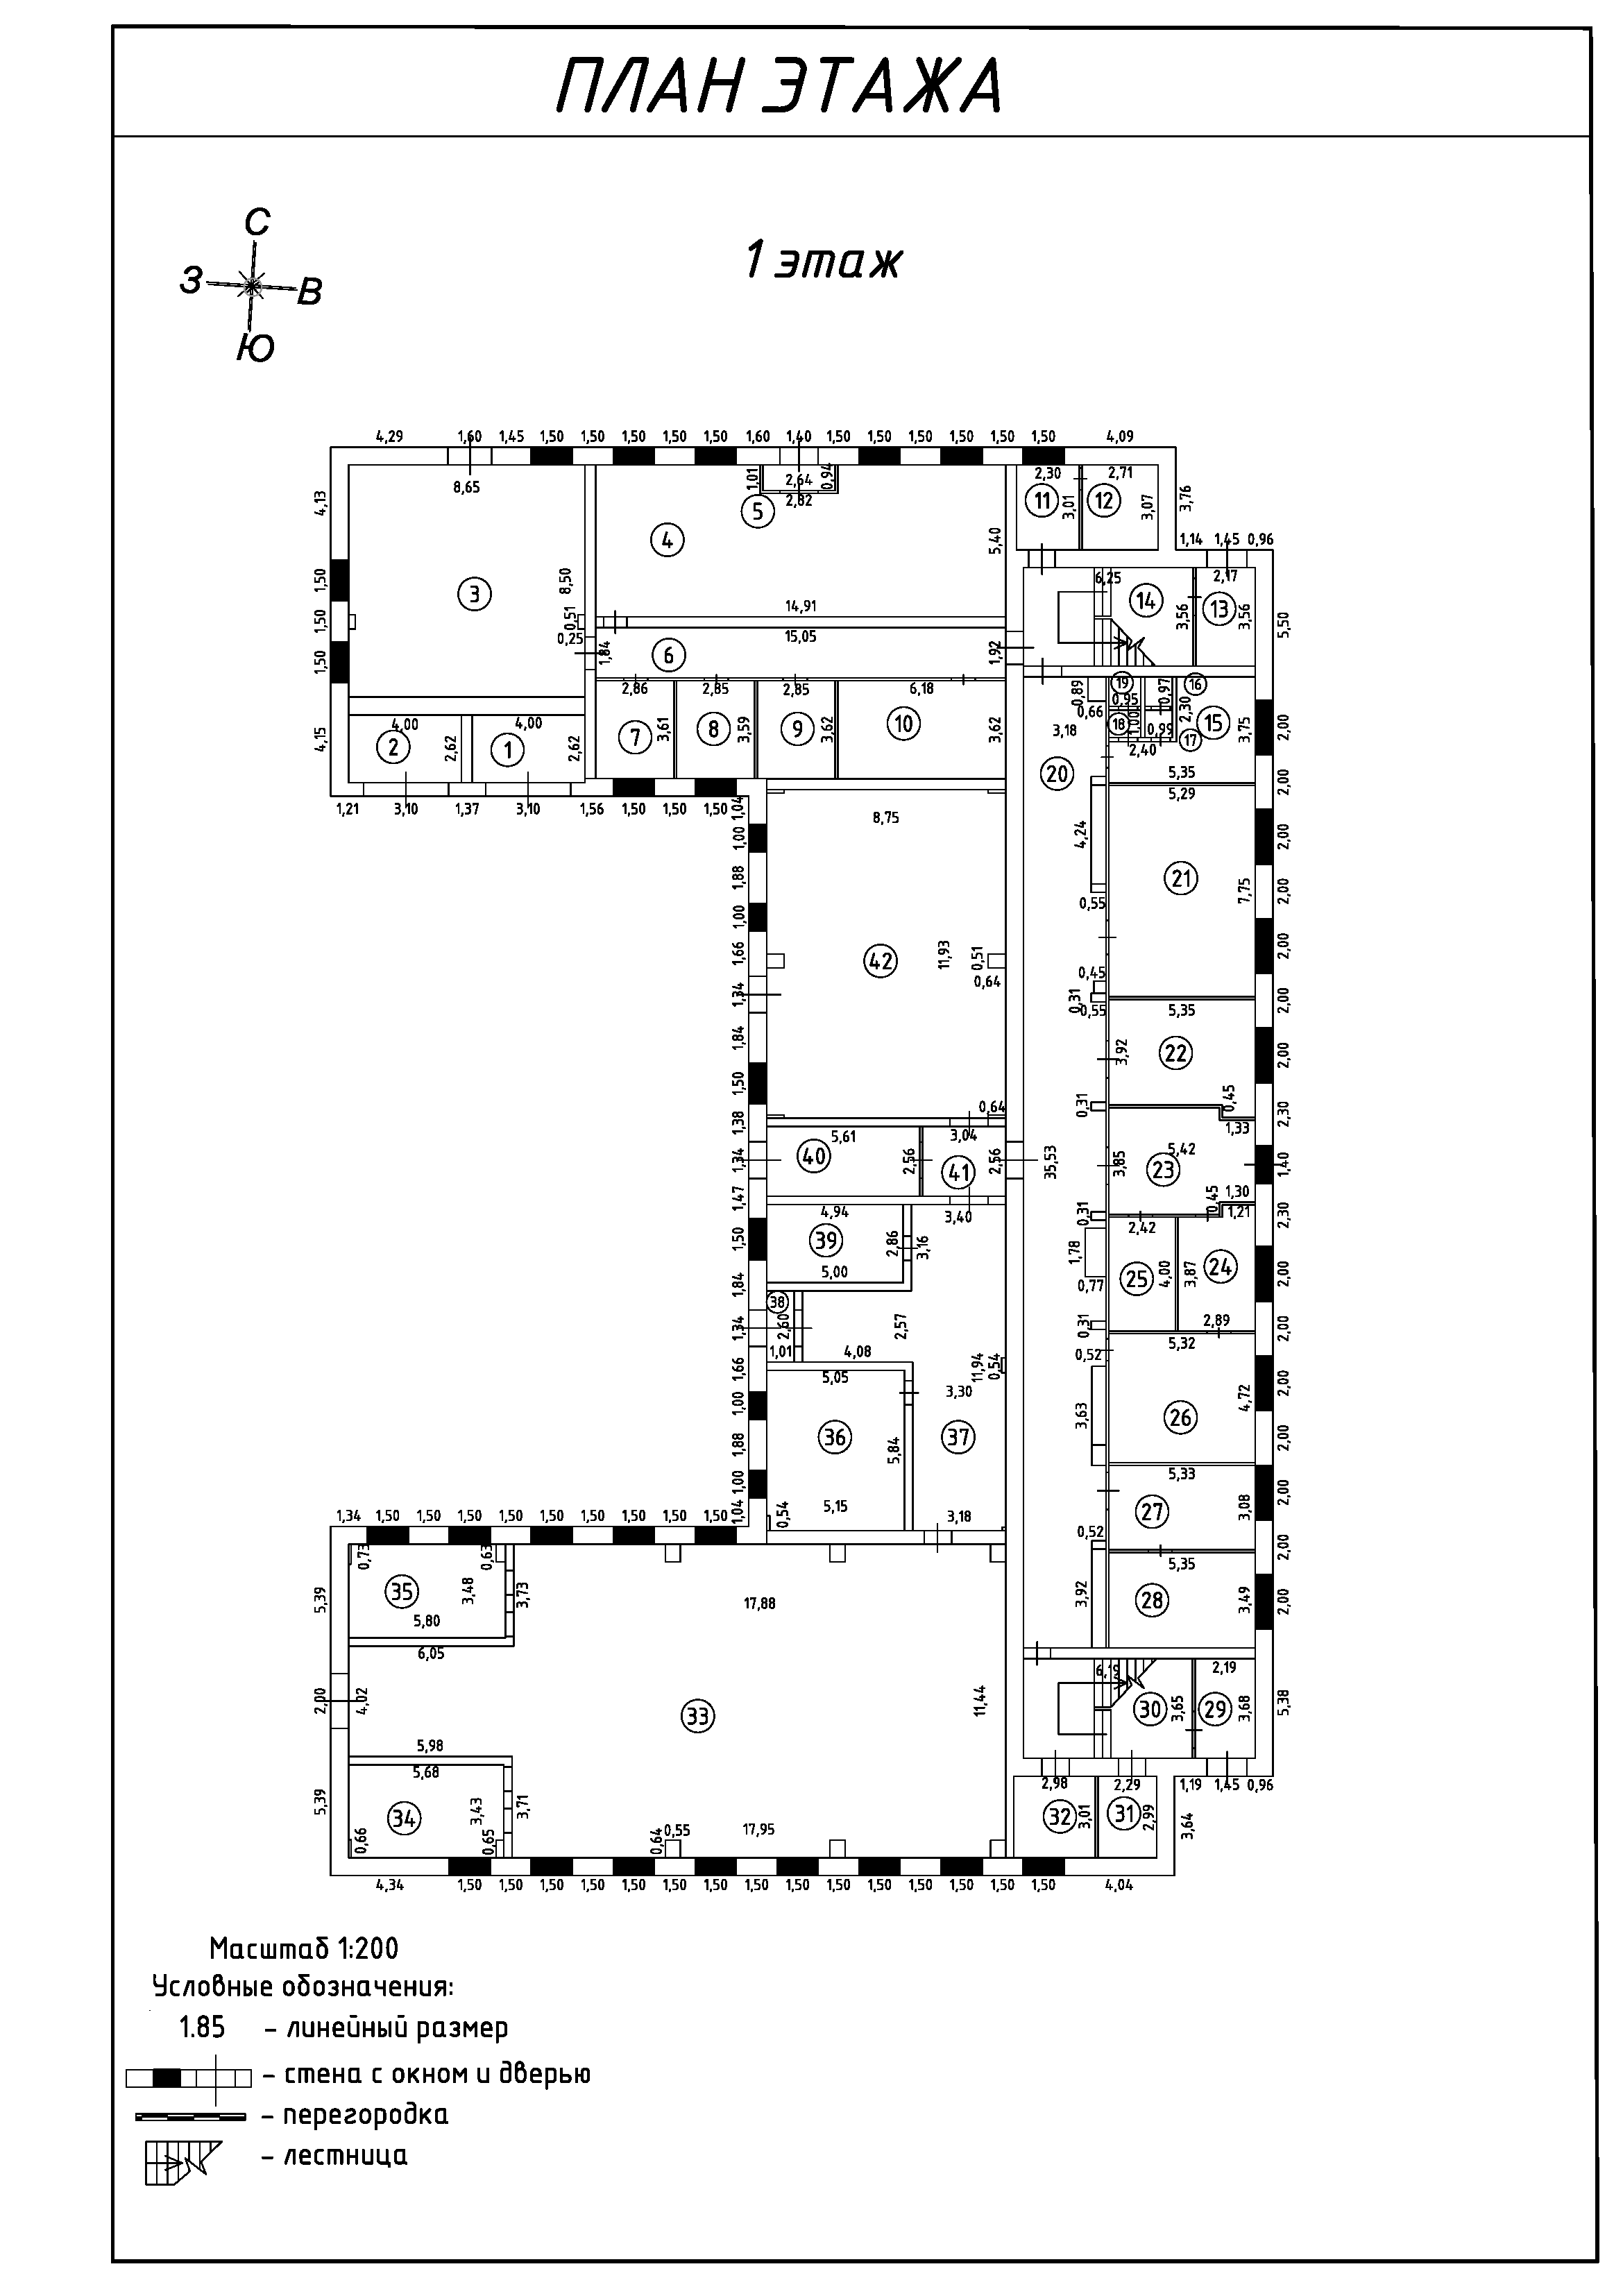 ПЛАН ЭТАЖА
С
З
В
Ю
1 этаж
4,29 1,60 1,45 1,50 1,50 1,50 1,50 1,50 1,60 1,40 1,50 1,50 1,50 1,50 1,50 1,50 4,09
8,65 1,01 2,64 0,94 2,30 2,71
4,13 2,82 11 3,01 12 3,07 3,76
5
4 5,40 1,14 1,45 0,96
1,50 3 8,50 6,25 2,17
14 13
1,50 0,51 14,91 3,56 3,56 5,50
0,25 15,05
1,50 1,84 6 1,92
2,86 2,85 2,85 6,18 0,89 19 0,97 16
0,66 0,95 2,30
4,15 4,00 4,00 18 1,00 0,99 17 15 3,75 2,00
2 2,62 1 2,62 7 3,61 8 3,59 9 3,62 10 3,62 3,18 2,40
20 5,35 2,00
1,21 3,10 1,37 3,10 1,56 1,50 1,50 1,50 1,04 5,29
8,75
1,00 4,24 2,00
1,88 21 7,75 2,00
1,00 0,55
1,66 42 11,93 0,51 2,00
0,64 0,45
1,34 0,31 2,00
0,55 5,35
1,84 3,92 22 2,00
1,50 0,64 0,31 0,45 2,30
1,38 1,33
5,61 3,04 5,42
1,34 40 2,56 41 2,56 35,53 3,85 23 1,40
1,47 0,45 1,30
4,94 3,40 0,31 2,42 1,21 2,30
1,50 39 2,86 3,16 1,78 24
5,00 25 4,00 3,87 2,00
1,84 38 0,77
1,34 2,60 2,57 0,31 2,89 2,00
1,01 4,08 0,52 5,32
1,66 5,05 11,94 0,54
3,30 4,72 2,00
1,00 3,63 26
1,88 36 5,84 37 2,00
1,00 5,33
5,15 3,18 27 3,08 2,00
1,34 1,50 1,50 1,50 1,50 1,50 1,50 1,50 1,50 1,50 1,04 0,54
0,52
0,73 0,63 5,35 2,00
5,39 35 3,48 3,73 17,88 3,92 28 3,49 2,00
5,80
6,05 6,19 2,19
2,00 4,02 33 11,44 30 3,65 29 3,68 5,38
5,98
5,68 2,98 2,29 1,19 1,45 0,96
5,39 34 3,43 3,71 32 3,01 31 2,99 3,64
0,66 0,65 0,64 0,55 17,95
4,34 1,50 1,50 1,50 1,50 1,50 1,50 1,50 1,50 1,50 1,50 1,50 1,50 1,50 1,50 1,50 4,04
Масштаб 1:200
Условные обозначения:
1.85 – линейный размер
– стена с окном и дверью
– перегородка
– лестница